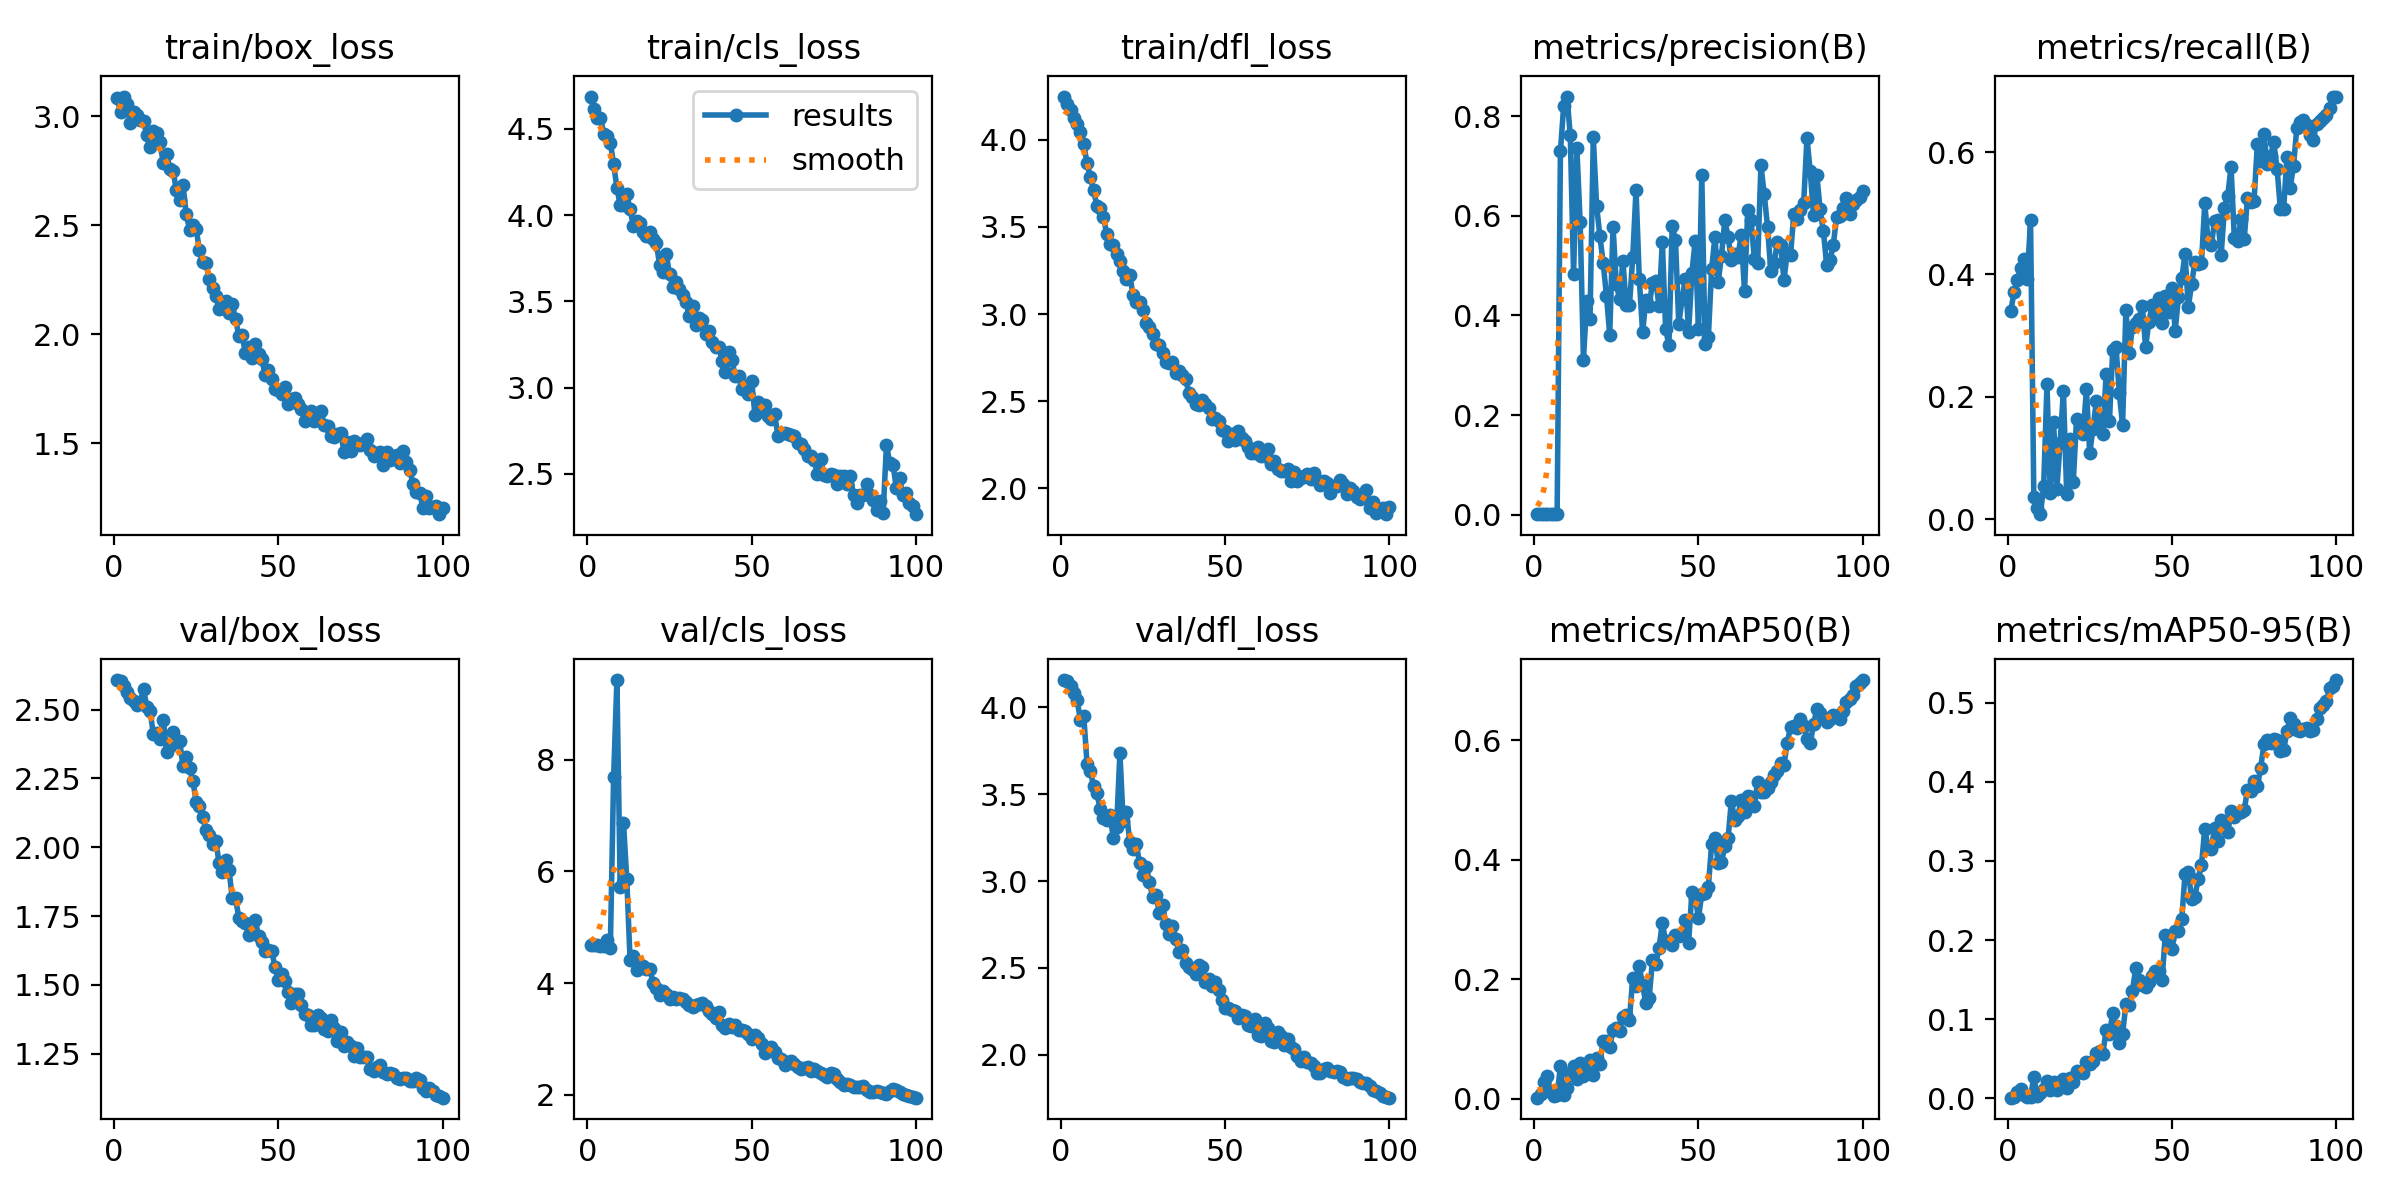 train/box_loss
3.0
2.5
2.0
1.5
0 50 100
train/cls_loss
results
smooth
4.5
4.0
3.5
3.0
2.5
0 50 100
train/dfl_loss
4.0
3.5
3.0
2.5
2.0
0 50 100
metrics/precision(B)
0.8
0.6
0.4
0.2
0.0
0 50 100
metrics/recall(B)
0.6
0.4
0.2
0.0
0 50 100
val/box_loss
2.50
2.25
2.00
1.75
1.50
1.25
0 50 100
val/cls_loss
8
6
4
2
0 50 100
val/dfl_loss
4.0
3.5
3.0
2.5
2.0
0 50 100
metrics/mAP50(B)
0.6
0.4
0.2
0.0
0 50 100
metrics/mAP50-95(B)
0.5
0.4
0.3
0.2
0.1
0.0
0 50 100